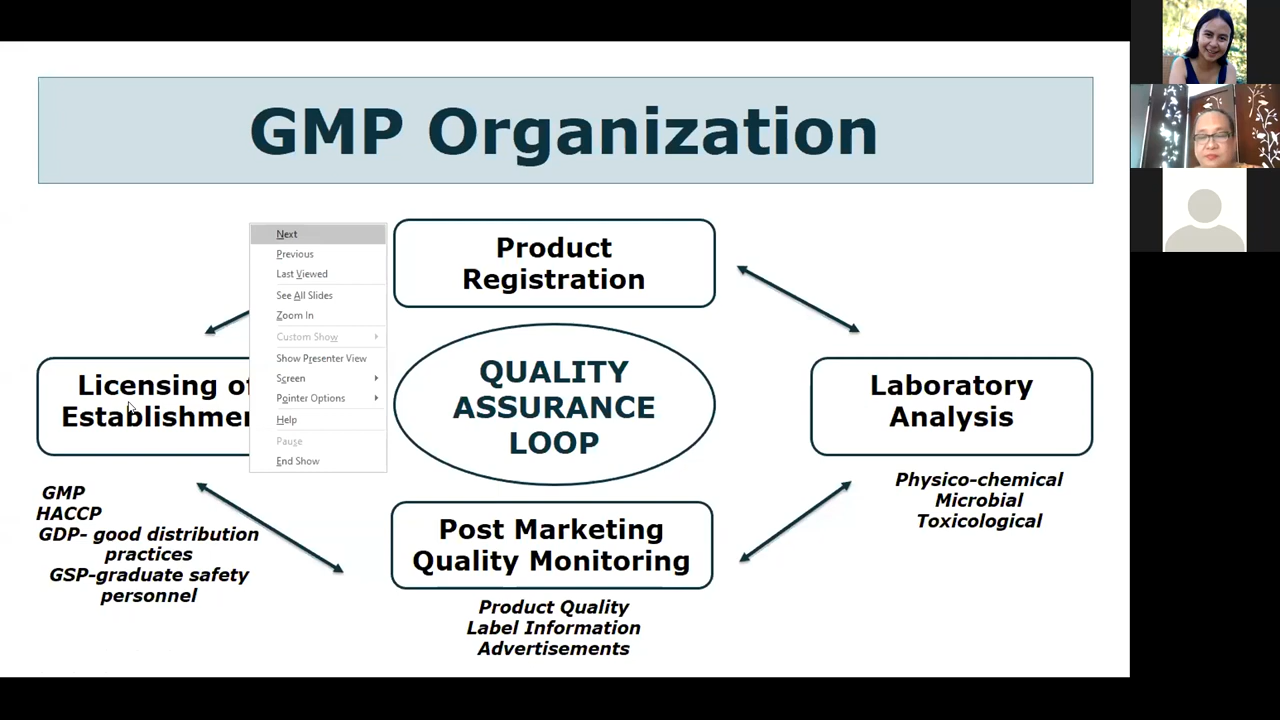 GMP Organization
Product
Registration
Next
Previous
Last Viewed
See All Slides
Zoom In
Custom Show
Show Presenter View
Screen
Pointer Options
Help
Pause
End Show
Licensing of
Establishmen
QUALITY
ASSURANCE
LOOP
Laboratory
Analysis
Physico-chemical
Microbial
Toxicological
GMP
HACCP
GDP- good distribution
practices
GSP-graduate safety
personnel
Post Marketing
Quality Monitoring
Product Quality
Label Information
Advertisements